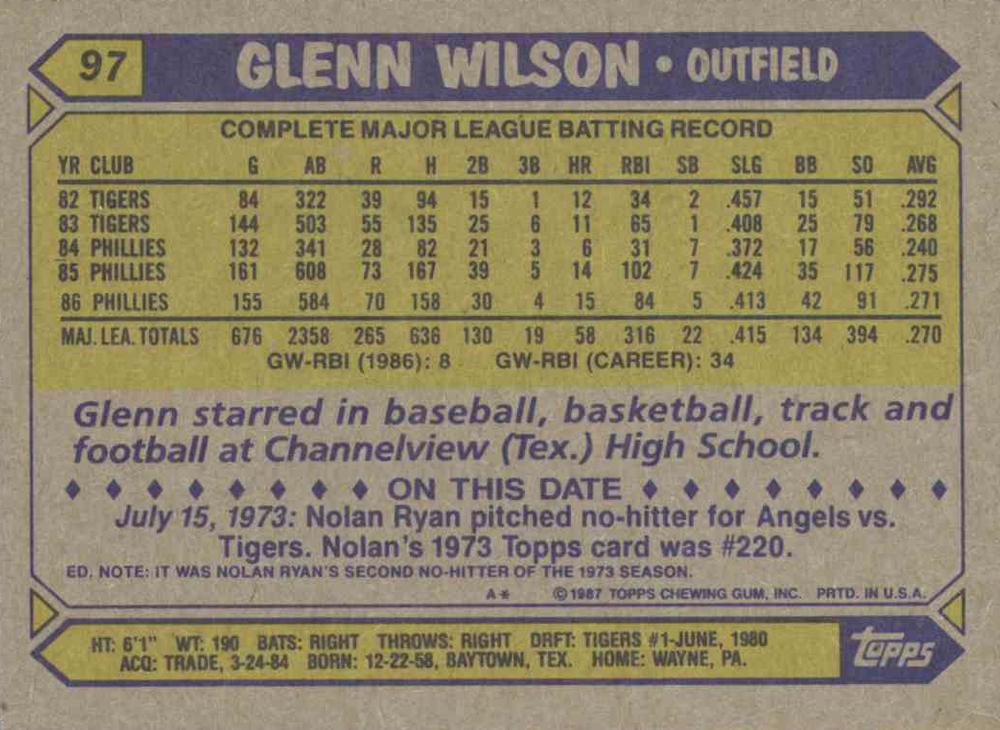 97 GLENN WILSON • OUTFIELD
COMPLETE MAJOR LEAGUE BATTING RECORD
YR CLUB G AB R H 2B 3B HR RBI SB SLG BB SO AVG
82 TIGERS 84 322 39 94 15 1 12 34 2 .457 15 51 .292
83 TIGERS 144 503 55 135 25 6 11 65 1 .408 25 79 .268
84 PHILLIES 132 341 28 82 21 3 6 31 7 .372 17 56 .240
85 PHILLIES 161 608 73 167 39 5 14 102 7 .424 35 117 .275
86 PHILLIES 155 584 70 158 30 4 15 84 5 .413 42 91 .271
MAJ. LEA. TOTALS 676 2358 265 636 130 19 58 316 22 .415 134 394 .270
GW-RBI (1986): 8 GW-RBI (CAREER): 34
Glenn starred in baseball, basketball, track and
football at Channelview (Tex.) High School.
♦ ♦ ♦ ♦ ♦ ♦ ♦ ♦ ON THIS DATE ♦ ♦ ♦ ♦ ♦ ♦ ♦ ♦
July 15, 1973: Nolan Ryan pitched no-hitter for Angels vs.
Tigers. Nolan's 1973 Topps card was #220.
ED. NOTE: IT WAS NOLAN RYAN'S SECOND NO-HITTER OF THE 1973 SEASON.
A* ©1987 TOPPS CHEWING GUM, INC. PRTD. IN U.S.A.
HT: 6'1" WT: 190 BATS: RIGHT THROWS: RIGHT DRFT: TIGERS #1-JUNE, 1980
ACQ: TRADE, 3-24-84 BORN: 12-22-58, BAYTOWN, TEX. HOME: WAYNE, PA.
Topps